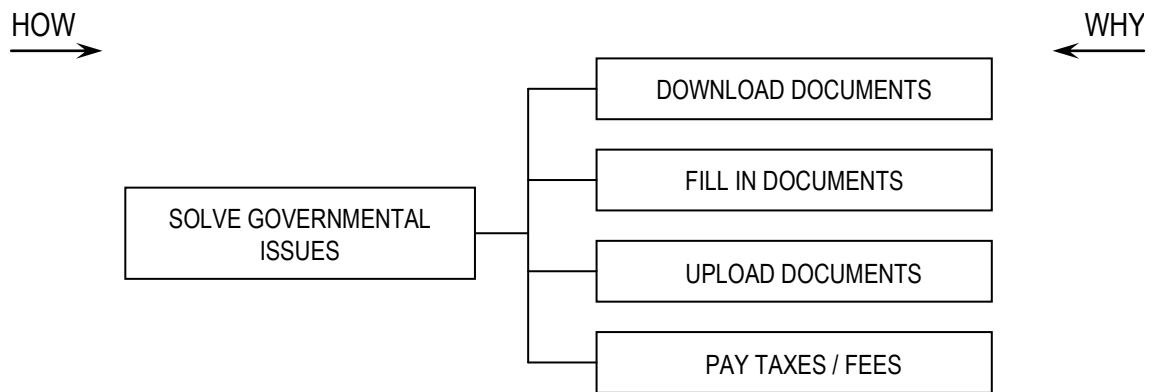 HOW
WHY
DOWNLOAD DOCUMENTS
FILL IN DOCUMENTS
SOLVE GOVERNMENTAL
ISSUES
UPLOAD DOCUMENTS
PAY TAXES / FEES